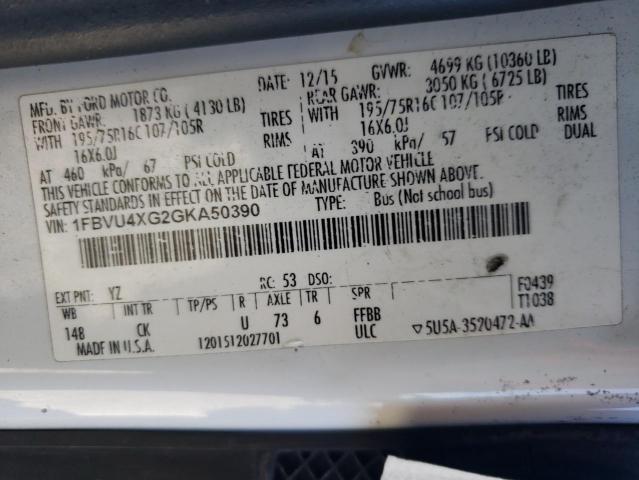 MFD. BY FORD MOTOR CO. DATE: 12/15 GVWR: 4699 KG (10360 LB)
FRONT GAWR: 1873 KG (4130 LB) REAR GAWR: 3050 KG (6725 LB)
WITH 195/75R16C 107/105R TIRES WITH 195/75R16C 107/105R TIRES
16X6.0J RIMS 16X6.0J RIMS
AT 460 kPa/ 67 PSI COLD AT 390 kPa/ 57 PSI COLD DUAL
THIS VEHICLE CONFORMS TO ALL APPLICABLE FEDERAL MOTOR VEHICLE
SAFETY STANDARDS IN EFFECT ON THE DATE OF MANUFACTURE SHOWN ABOVE.
VIN: 1FBVU4XG2GKA50390 TYPE: Bus (Not school bus)
EXT PNT: YZ RC: 53 DSO: F0439
WB INT TR TP/PS R AXLE TR SPR T1038
148 CK U 73 6 FFBB
MADE IN U.S.A. 1201512027701 ULC ▽5U5A-3520472-AA